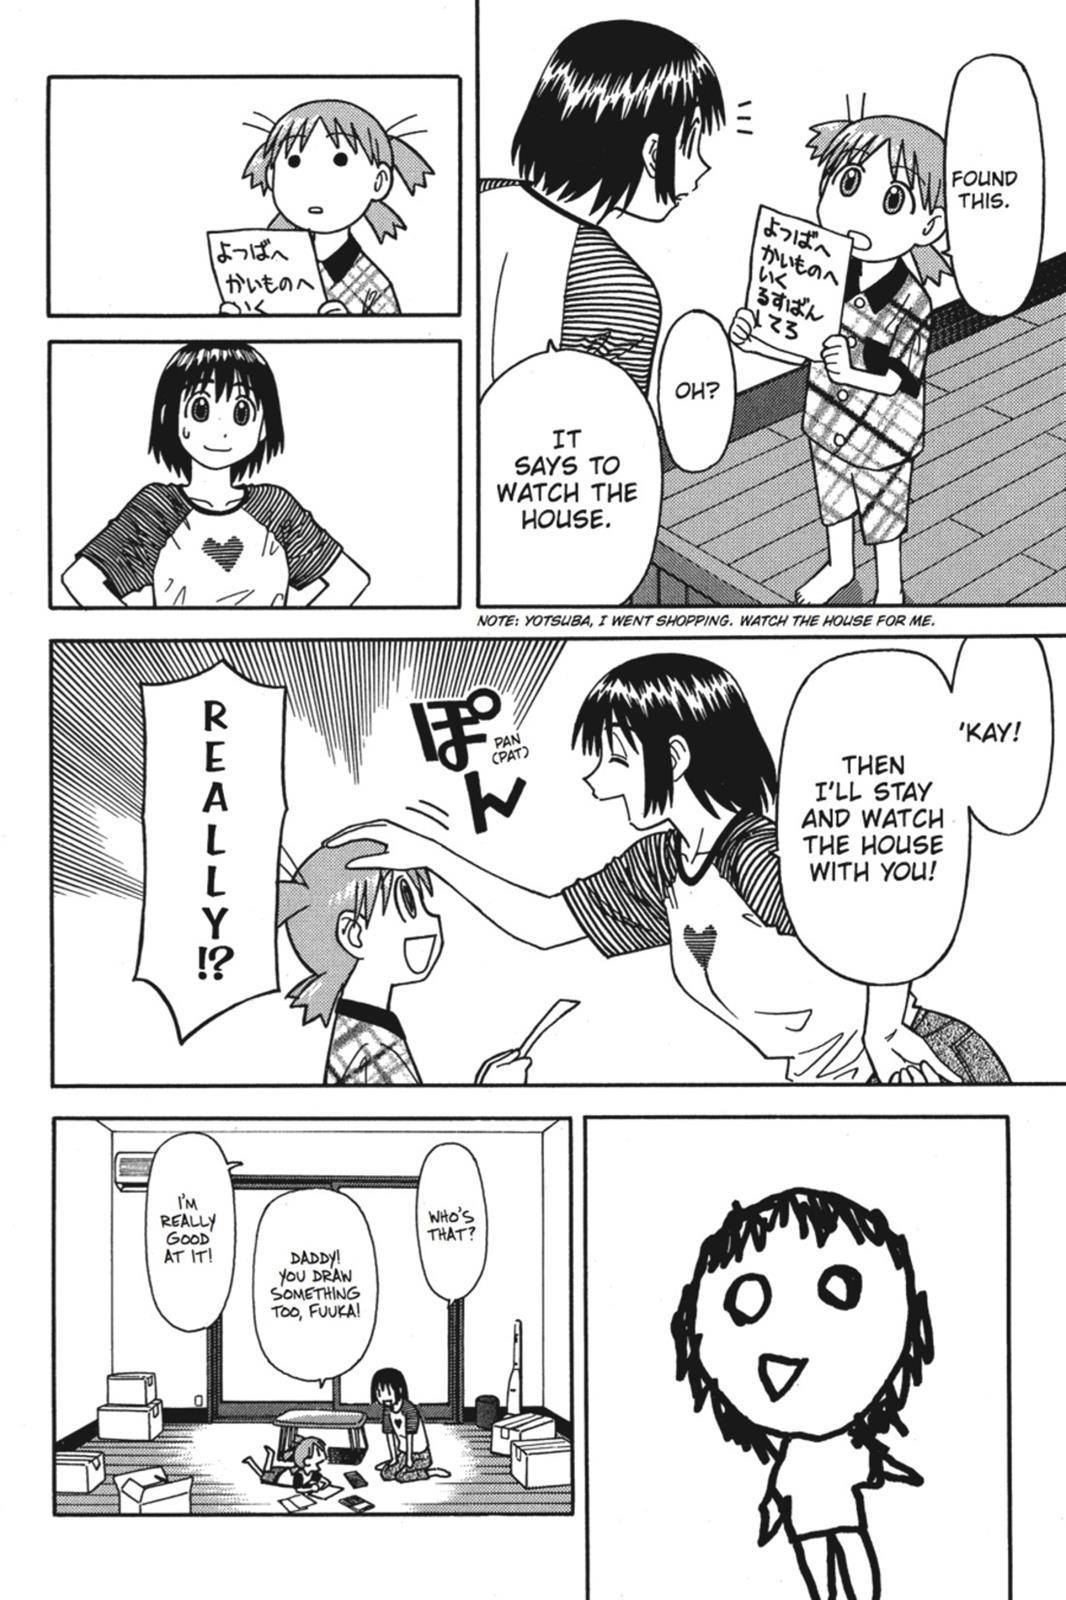 FOUND
THIS.
よつばへ
かいものへ
いく
るすばん
してろ
OH?
IT
SAYS TO
WATCH THE
HOUSE.
NOTE: YOTSUBA, I WENT SHOPPING. WATCH THE HOUSE FOR ME.
よつばへ
かいものへ
いく
'KAY!
THEN
I'LL STAY
AND WATCH
THE HOUSE
WITH YOU!
ぽん
PAN
(PAT)
REALLY!?
WHO'S
THAT?
DADDY!
YOU DRAW
SOMETHING
TOO, FUUKA!
I'M
REALLY
GOOD
AT IT!